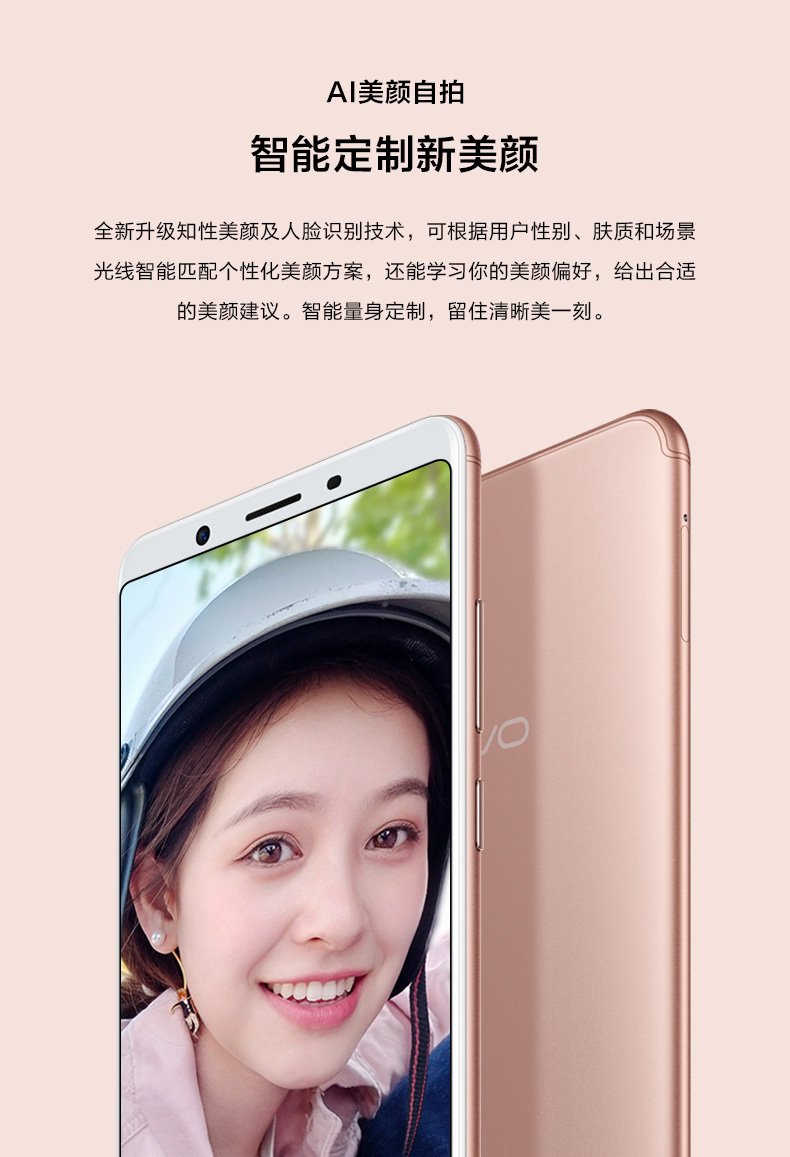 AI美颜自拍
智能定制新美颜
全新升级知性美颜及人脸识别技术，可根据用户性别、肤质和场景
光线智能匹配个性化美颜方案，还能学习你的美颜偏好，给出合适
的美颜建议。智能量身定制，留住清晰美一刻。
VO